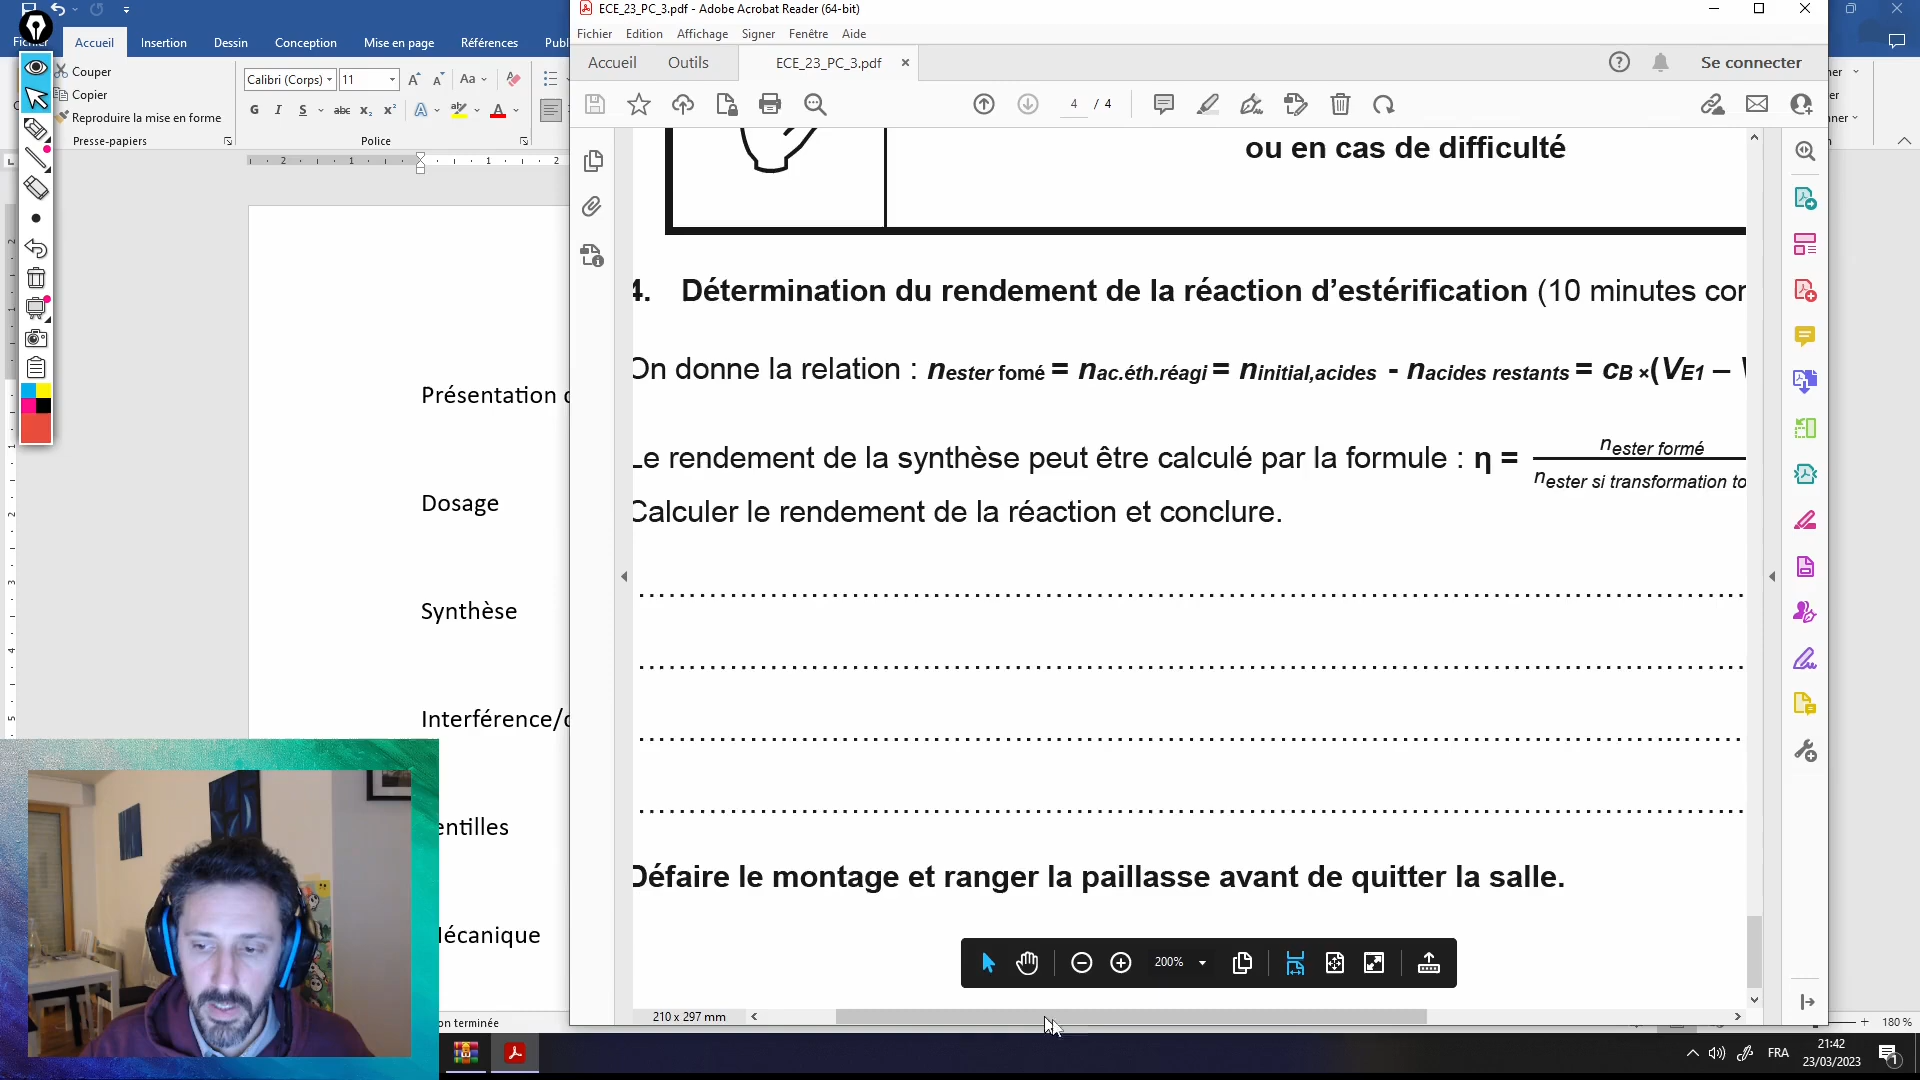 ECE_23_PC_3.pdf - Adobe Acrobat Reader (64-bit)
Fichier Edition Affichage Signer Fenêtre Aide
Accueil Outils ECE_23_PC_3.pdf Se connecter
4 / 4
Accueil Insertion Dessin Conception Mise en page Références
Couper
Copier
Reproduire la mise en forme
Presse-papiers
Calibri (Corps) 11
Police
ou en cas de difficulté
4. Détermination du rendement de la réaction d'estérification (10 minutes
On donne la relation : nester fomé = nac.éth.réagi = ninitial,acides - nacides restants = cB ×(VE1 –
Le rendement de la synthèse peut être calculé par la formule : η = nester formé
nester si transformation
Calculer le rendement de la réaction et conclure.
Défaire le montage et ranger la paillasse avant de quitter la salle.
Présentation
Dosage
Synthèse
Interférence/
entilles
Mécanique
200%
210 x 297 mm
terminée
180 %
FRA
21:42
23/03/2023
1